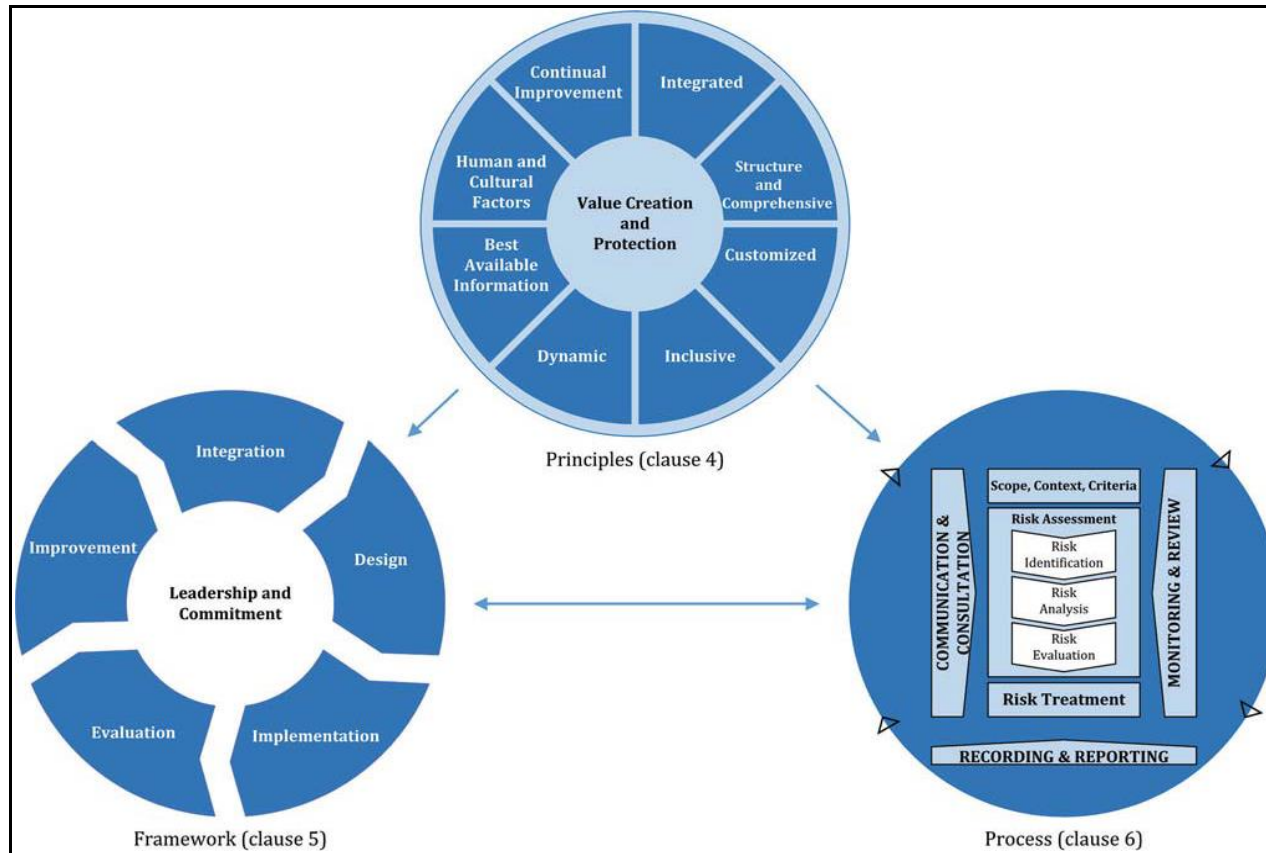 Continual
Improvement
Integrated
Human and
Cultural
Factors
Structure
and
Comprehensive
Value Creation
and
Protection
Best
Available
Information
Customized
Dynamic
Inclusive
Principles (clause 4)
Integration
Improvement
Design
Leadership and
Commitment
Evaluation
Implementation
Framework (clause 5)
Scope, Context, Criteria
Risk Assessment
Risk
Identification
Risk
Analysis
Risk
Evaluation
COMMUNICATION &
CONSULTATION
MONITORING & REVIEW
Risk Treatment
RECORDING & REPORTING
Process (clause 6)